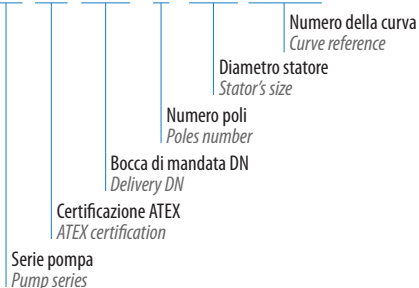 Numero della curva
Curve reference
Diametro statore
Stator's size
Numero poli
Poles number
Bocca di mandata DN
Delivery DN
Certificazione ATEX
ATEX certification
Serie pompa
Pump series